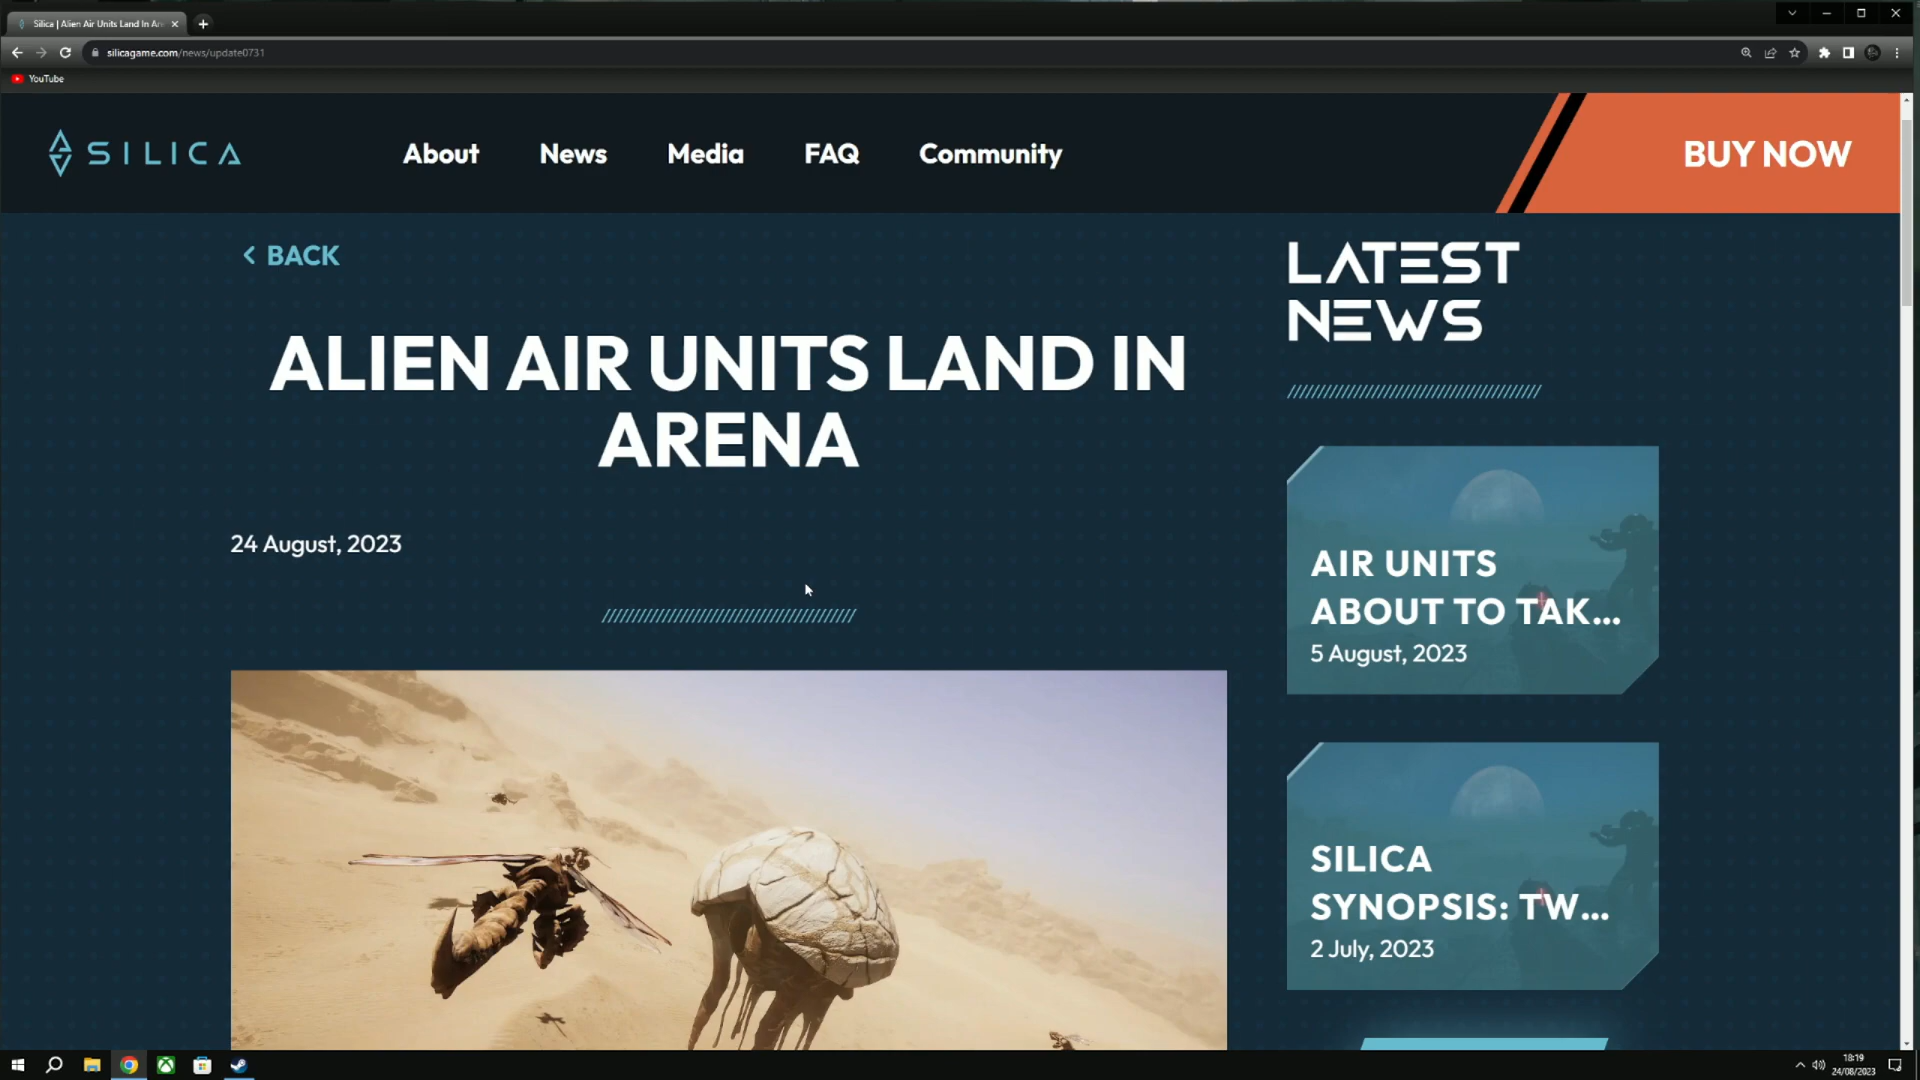 Silica | Alien Air Units Land In Are
silicagame.com/news/update0731
YouTube
SILICA
About
News
Media
FAQ
Community
BUY NOW
BACK
ALIEN AIR UNITS LAND IN
ARENA
24 August, 2023
LATEST
NEWS
AIR UNITS
ABOUT TO TAK...
5 August, 2023
SILICA
SYNOPSIS: TW...
2 July, 2023
18:19
24/08/2023